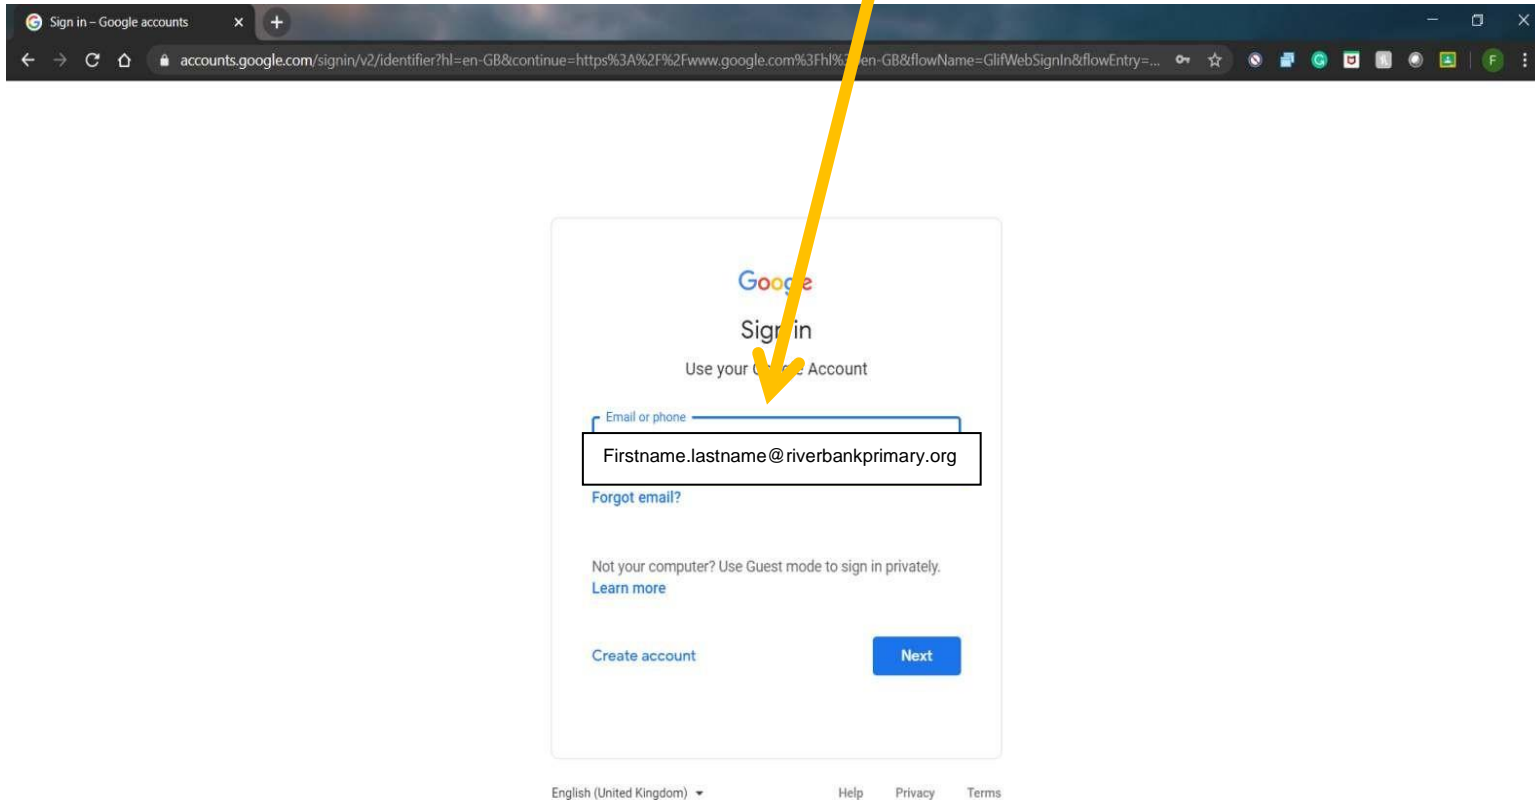 Sign in – Google accounts
accounts.google.com/signin/v2/identifier?hl=en-GB&continue=https%3A%2F%2Fwww.google.com%3Fhl%3 en-GB&flowName=GlifWebSignIn&flowEntry=...
F
Google
Sign in
Use your Account
Email or phone
Firstname.lastname@riverbankprimary.org
Forgot email?
Not your computer? Use Guest mode to sign in privately.
Learn more
Create account
Next
English (United Kingdom)
Help Privacy Terms